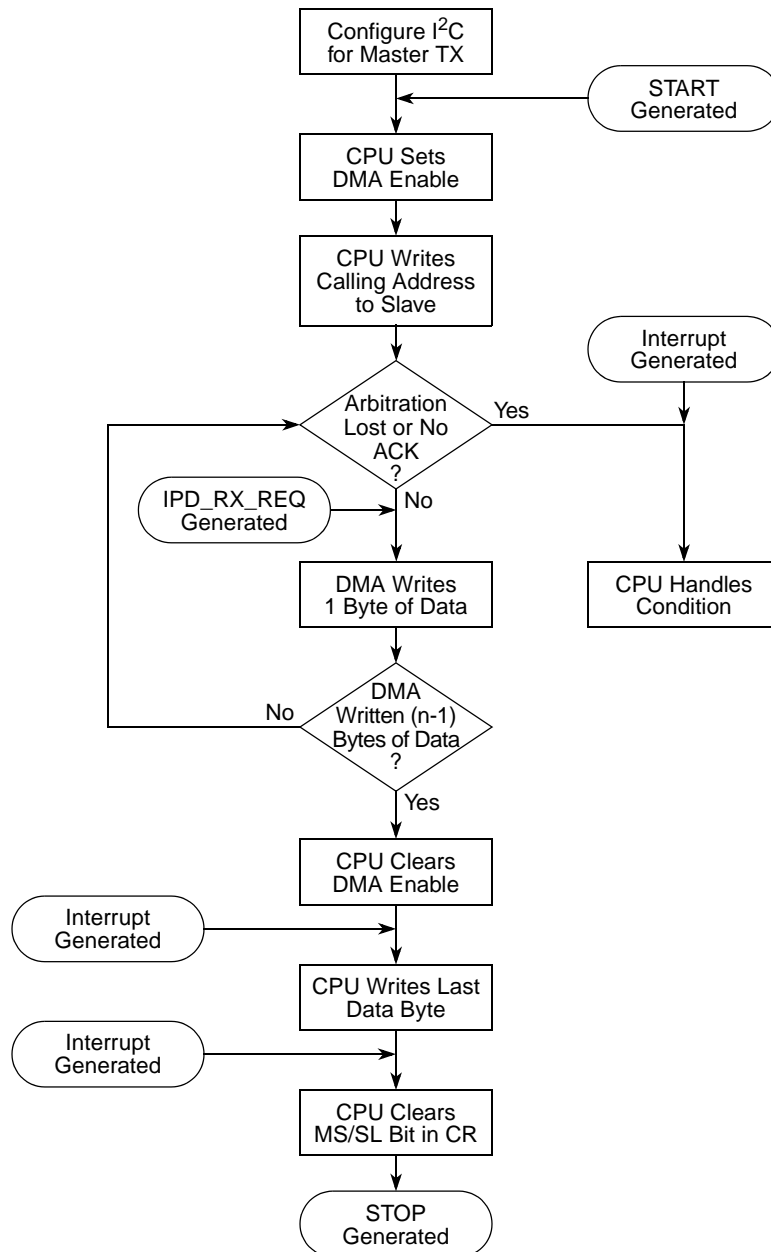 Configure I²C
for Master TX
START
Generated
CPU Sets
DMA Enable
CPU Writes
Calling Address
to Slave
Interrupt
Generated
Arbitration
Lost or No
ACK
?
Yes
IPD_RX_REQ
Generated
No
DMA Writes
1 Byte of Data
CPU Handles
Condition
DMA
Written (n-1)
Bytes of Data
?
No
Yes
CPU Clears
DMA Enable
Interrupt
Generated
CPU Writes Last
Data Byte
Interrupt
Generated
CPU Clears
MS/SL Bit in CR
STOP
Generated